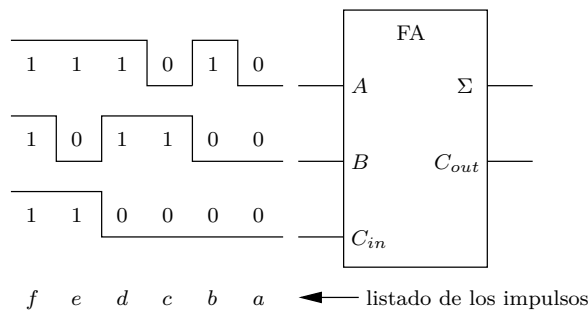 FA
1 1 1 0 1 0
A Σ
1 0 1 1 0 0
B C_out
1 1 0 0 0 0
C_in
f e d c b a listado de los impulsos